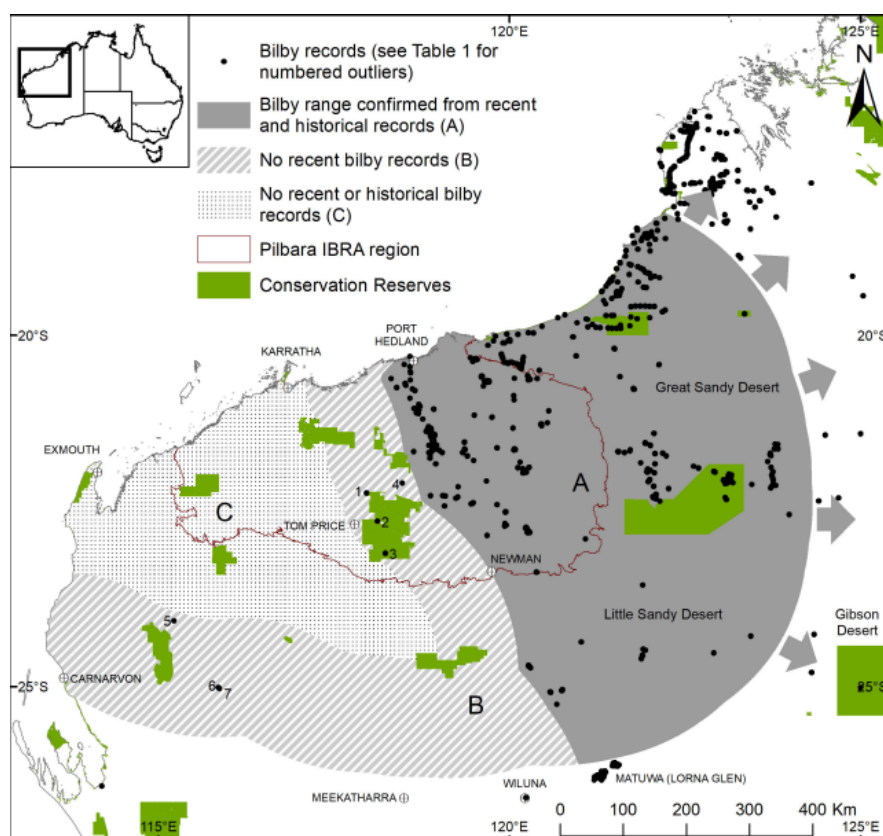 120°E
125°E
Bilby records (see Table 1 for
numbered outliers)
N
Bilby range confirmed from recent
and historical records (A)
No recent bilby records (B)
No recent or historical bilby
records (C)
Pilbara IBRA region
Conservation Reserves
20°S
20°S
PORT
HEDLAND
KARRATHA
Great Sandy Desert
EXMOUTH
A
4
1
C
2
TOM PRICE
3
NEWMAN
Little Sandy Desert
Gibson
Desert
5
CARNARVON
25°S
6
7
25°S
B
MATUWA (LORNA GLEN)
WILUNA
MEEKATHARRA
0 100 200 300 400 Km
115°E
120°E
125°E